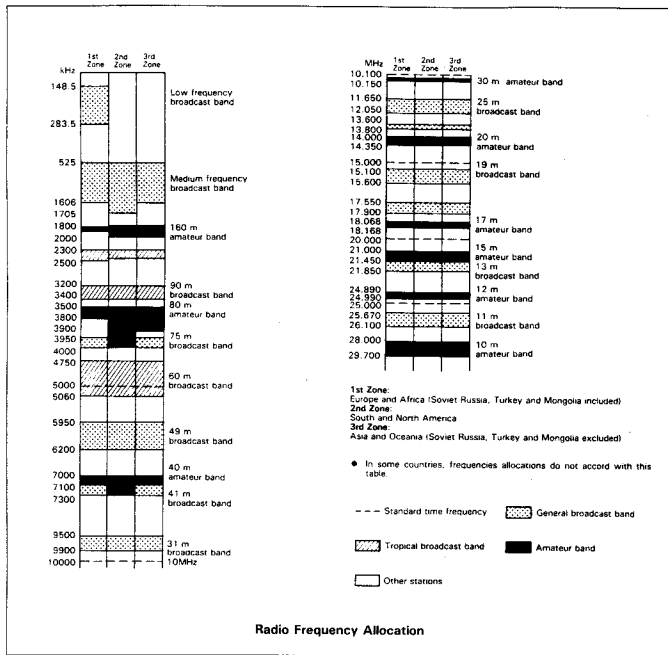 kHz
1st Zone
2nd Zone
3rd Zone
148.5
Low frequency
broadcast band
283.5
525
Medium frequency
broadcast band
1606
1705
1800
160 m
2000
amateur band
2300
2500
3200
90 m
3400
broadcast band
3500
80 m
3800
amateur band
3900
3950
75 m
4000
broadcast band
4750
60 m
5000
broadcast band
5060
5950
49 m
broadcast band
6200
7000
40 m
amateur band
7100
41 m
7300
broadcast band
9500
31 m
9900
broadcast band
10000
10MHz
MHz
1st Zone
2nd Zone
3rd Zone
10.100
10.150
30 m amateur band
11.650
25 m
12.050
broadcast band
13.600
13.800
14.000
20 m
14.350
amateur band
15.000
19 m
15.100
broadcast band
15.600
17.550
17.900
18.068
17 m
18.168
amateur band
20.000
21.000
15 m
amateur band
21.450
13 m
21.850
broadcast band
24.890
12 m
24.990
amateur band
25.000
25.670
11 m
26.100
broadcast band
28.000
10 m
29.700
amateur band
1st Zone:
Europe and Africa (Soviet Russia, Turkey and Mongolia included)
2nd Zone:
South and North America
3rd Zone:
Asia and Oceania (Soviet Russia, Turkey and Mongolia excluded)
● In some countries, frequencies allocations do not accord with this
table.
Standard time frequency
General broadcast band
Tropical broadcast band
Amateur band
Other stations
Radio Frequency Allocation